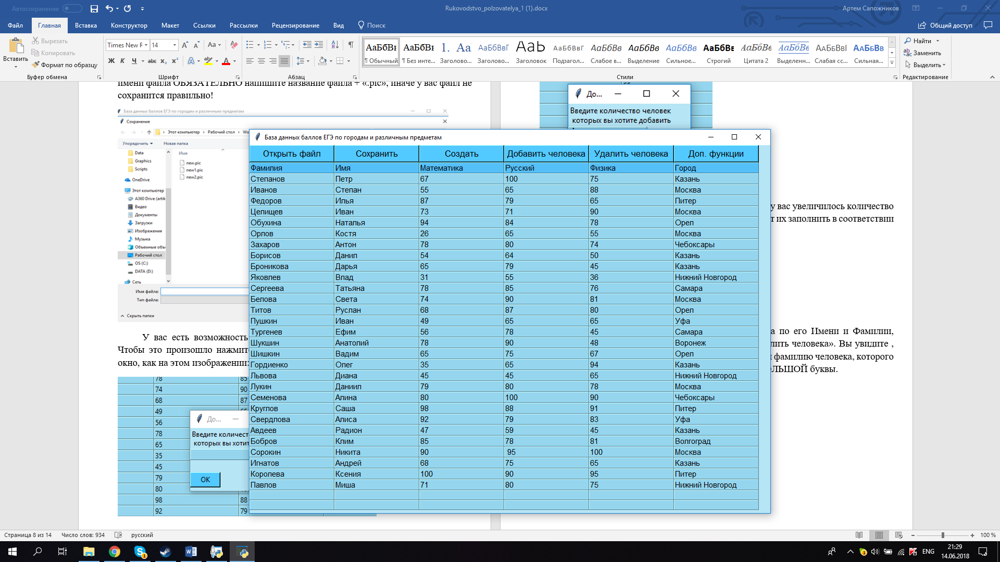 Автосохранение
Rukovodstvo_polzovatelya_1 (1).docx
Артем Сапожников
Файл Главная Вставка Конструктор Макет Ссылки Рассылки Рецензирование Вид Поиск Общий доступ
Вставить
Вырезать
Копировать
Формат по образцу
Буфер обмена
Times New R 14
Шрифт
Абзац
АаБбВв ¶ Обычный
АаБбВв ¶ Без инте...
1. Аа Заголово...
АаБбВвГ Заголово...
АаЬ Заголовок
АаБбВвГ Подзагол...
АаБбВв Слабое в...
АаБбВв Выделение
АаБбВв Сильное...
АаБбВв Строгий
АаБбВв Цитата 2
АаБбВв Выделенн...
АаБбВвІ Слабая сс...
АаБбВв Сильная...
Стили
Найти
Заменить
Выделить
Редактирование
имени файла ОБЯЗАТЕЛЬНО напишите название файла + «.pic», иначе у вас файл не
сохранится правильно!
База данных баллов ЕГЭ по городам и различным предметам
Сохранение
Этот компьютер Рабочий стол
Упорядочить Новая папка
Имя
Data
Graphics
Scripts
OneDrive
Этот компьютер
A360 Drive (artik
Видео
Документы
Загрузки
Изображения
Музыка
Объемные объ
Рабочий стол
OS (C:)
DATA (D:)
Сеть
new.pic
new1.pic
new2.pic
Имя файла:
Тип файла:
Скрыть папки
У вас есть возможность
Чтобы это произошло нажмит
окно, как на этом изображении:
78 85
74 90
68 87
49
56
78
65
35
45
79
80
98 88
92 79
До...
Введите количест
которых вы хотит
OK
До...
Введите количество человек
которых вы хотите добавить
у вас увеличилось количество
т их заполнить в соответствии
а по его Имени и Фамилии,
лить человека». Вы увидите ,
и фамилию человека, которого
ОЛЬШОЙ буквы.
База данных баллов ЕГЭ по городам и различным предметам
Открыть файл Сохранить Создать Добавить человека Удалить человека Доп. функции
Фамилия Имя Математика Русский Физика Город
Степанов Петр 67 100 75 Казань
Иванов Степан 55 65 88 Москва
Федоров Илья 87 79 65 Питер
Целищев Иван 73 71 90 Москва
Обухина Наталья 94 84 78 Орел
Орлов Костя 26 65 55 Москва
Захаров Антон 78 80 74 Чебоксары
Борисов Данил 54 64 50 Казань
Броникова Дарья 65 79 45 Казань
Яковлев Влад 31 55 36 Нижний Новгород
Сергеева Татьяна 78 85 76 Самара
Белова Света 74 90 81 Москва
Титов Руслан 68 87 80 Орел
Пушкин Иван 49 65 65 Уфа
Тургенев Ефим 56 78 45 Самара
Шукшин Анатолий 78 90 48 Воронеж
Шишкин Вадим 65 75 67 Орел
Гордиенко Олег 35 65 94 Казань
Львова Диана 45 45 65 Нижний Новгород
Лукин Даниил 79 80 78 Москва
Семенова Алина 80 100 90 Чебоксары
Круглов Саша 98 88 91 Питер
Свердлова Алиса 92 79 83 Уфа
Авдеев Радион 47 59 45 Казань
Бобров Клим 85 78 81 Волгоград
Сорокин Никита 90 95 100 Москва
Игнатов Андрей 68 75 65 Казань
Королева Ксения 100 90 95 Питер
Павлов Миша 71 80 75 Нижний Новгород
Страница 8 из 14 Число слов: 934 русский
100 %
ENG
21:29
14.06.2018